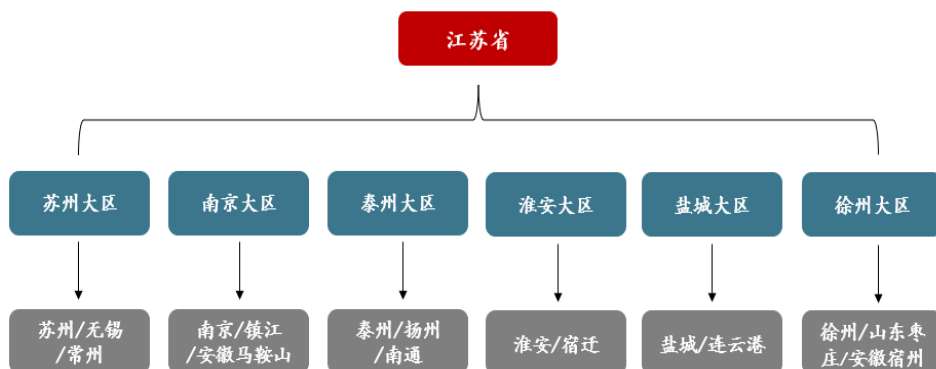 江苏省
苏州大区
南京大区
泰州大区
淮安大区
盐城大区
徐州大区
苏州/无锡
/常州
南京/镇江
/安徽马鞍山
泰州/扬州
/南通
淮安/宿迁
盐城/连云港
徐州/山东枣
庄/安徽宿州